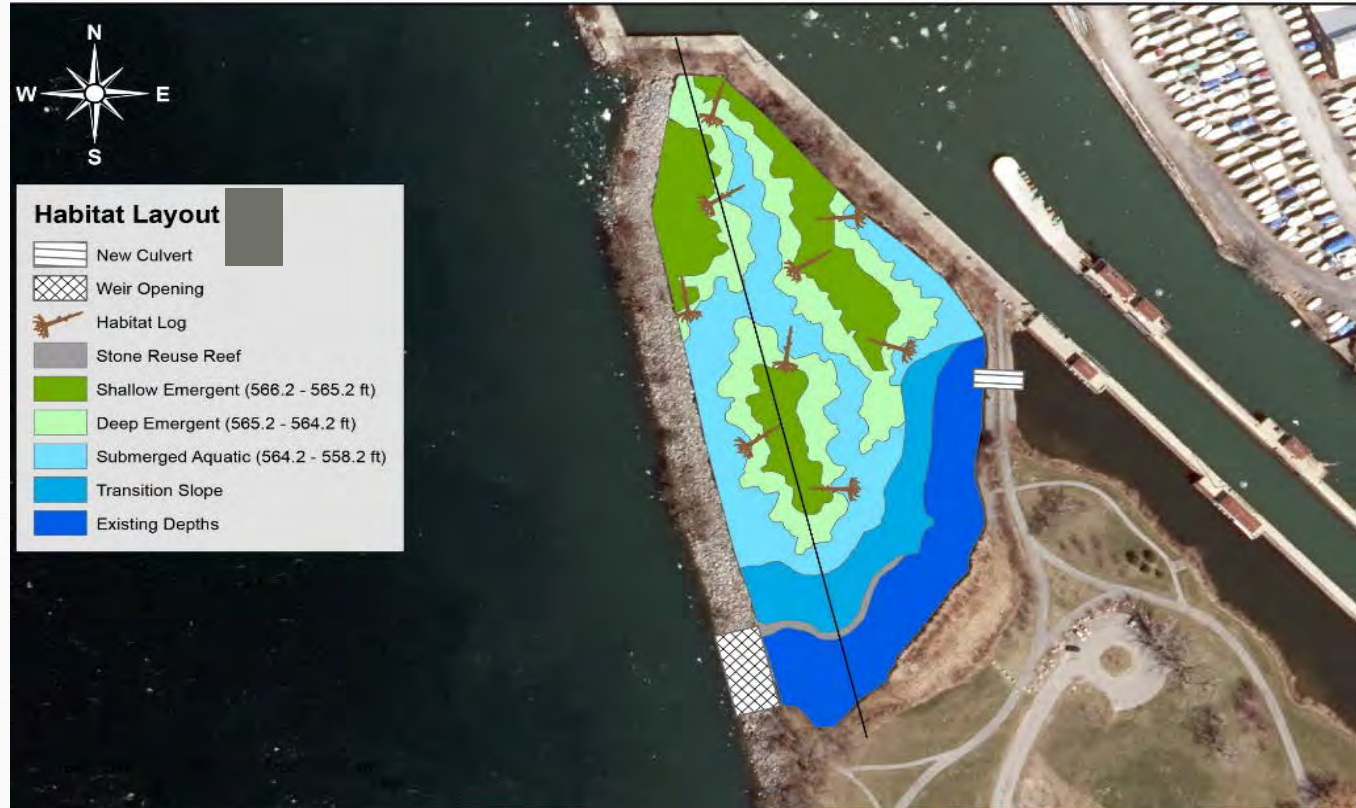 N
W E
S
Habitat Layout
New Culvert
Weir Opening
Habitat Log
Stone Reuse Reef
Shallow Emergent (566.2 - 565.2 ft)
Deep Emergent (565.2 - 564.2 ft)
Submerged Aquatic (564.2 - 558.2 ft)
Transition Slope
Existing Depths